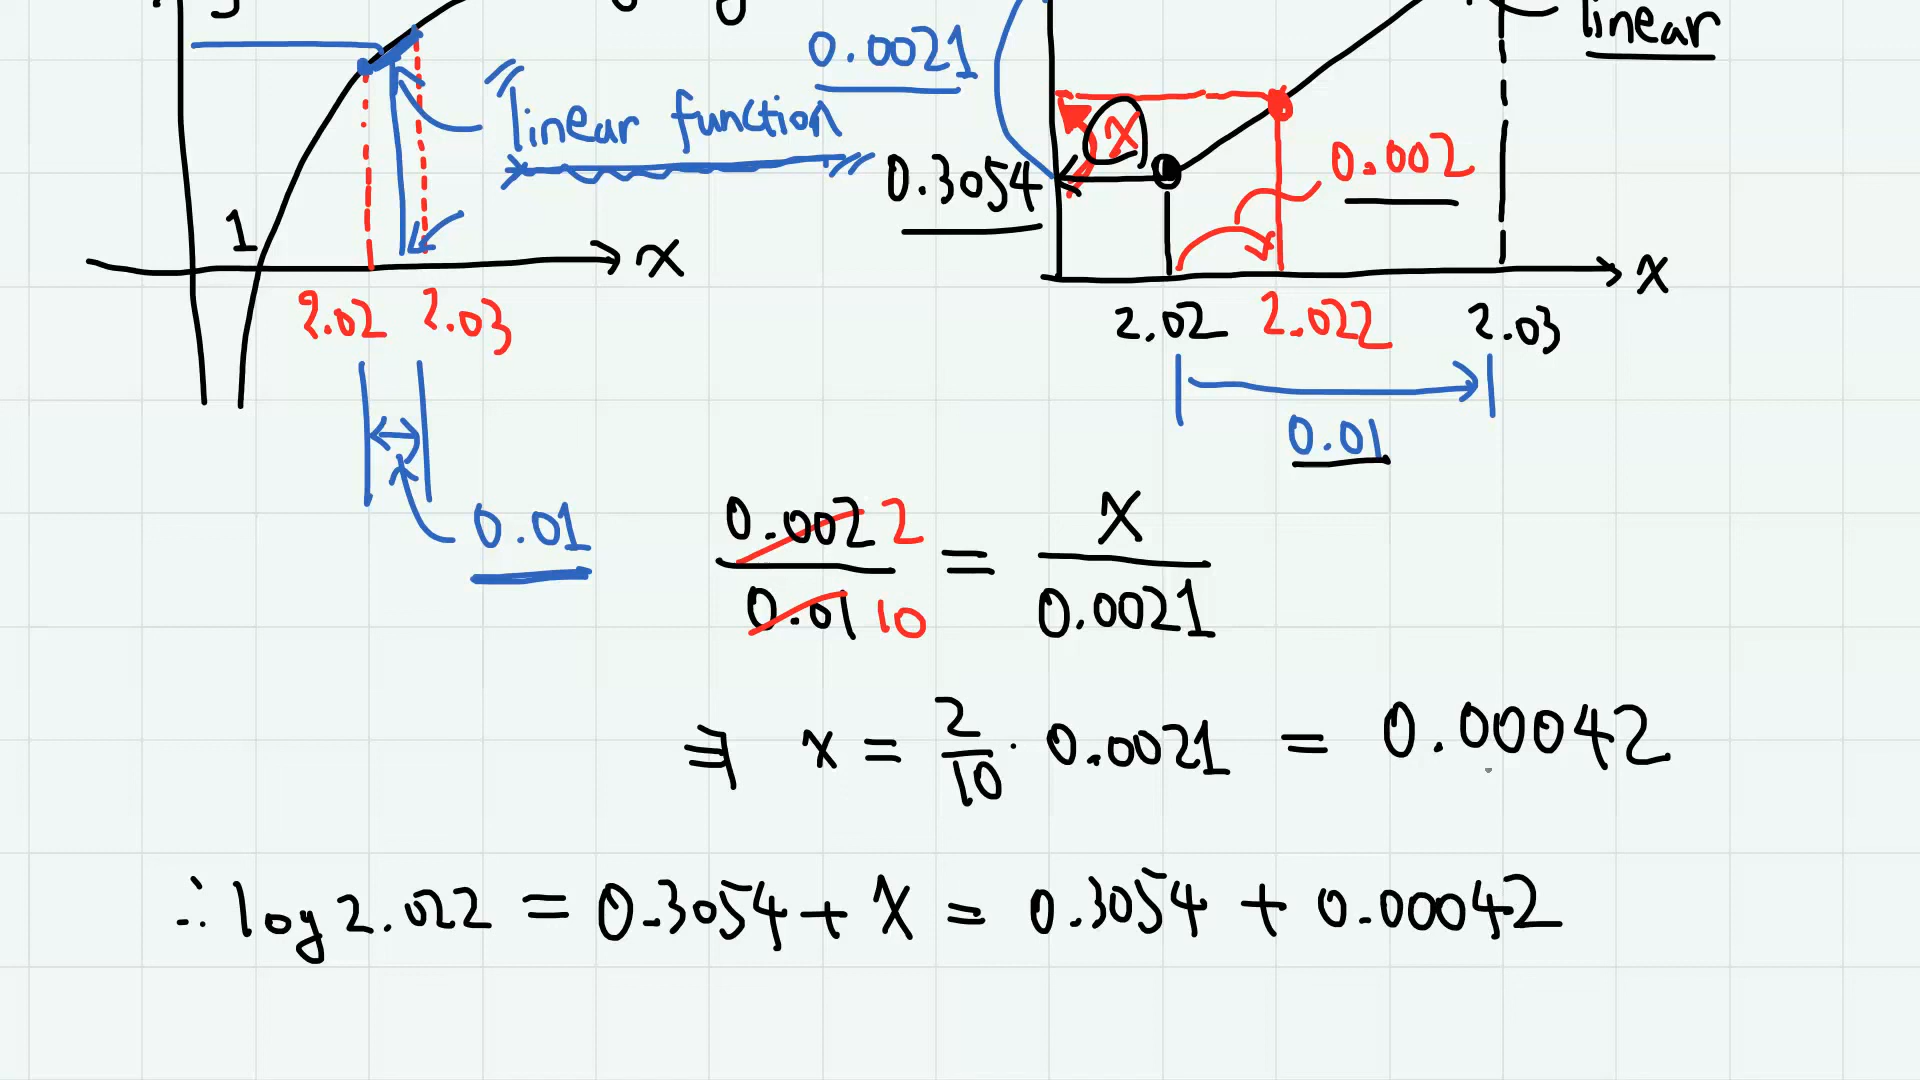 linear
0.0021
linear function
0.3054
x
0.002
1
x
x
2.02 2.03
2.02 2.022 2.03
0.01
0.01
0.002 2 / 0.01 10 = x / 0.0021
⇒ x = 2/10 · 0.0021 = 0.00042
∴ log 2.022 = 0.3054 + x = 0.3054 + 0.00042